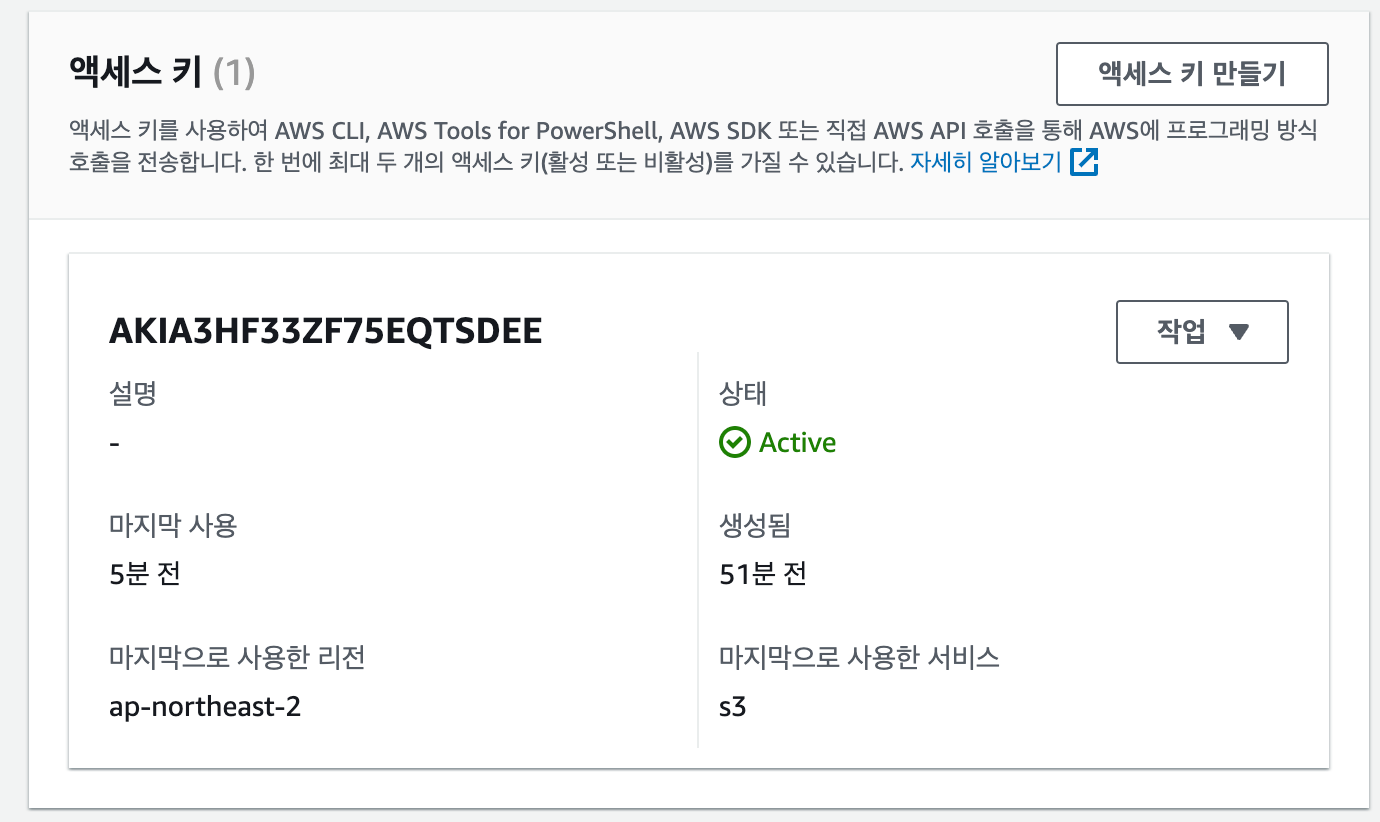 액세스 키 (1)
액세스 키 만들기
액세스 키를 사용하여 AWS CLI, AWS Tools for PowerShell, AWS SDK 또는 직접 AWS API 호출을 통해 AWS에 프로그래밍 방식
호출을 전송합니다. 한 번에 최대 두 개의 액세스 키(활성 또는 비활성)를 가질 수 있습니다. 자세히 알아보기
AKIA3HF33ZF75EQTSDEE
작업
설명
-
상태
Active
마지막 사용
5분 전
생성됨
51분 전
마지막으로 사용한 리전
ap-northeast-2
마지막으로 사용한 서비스
s3